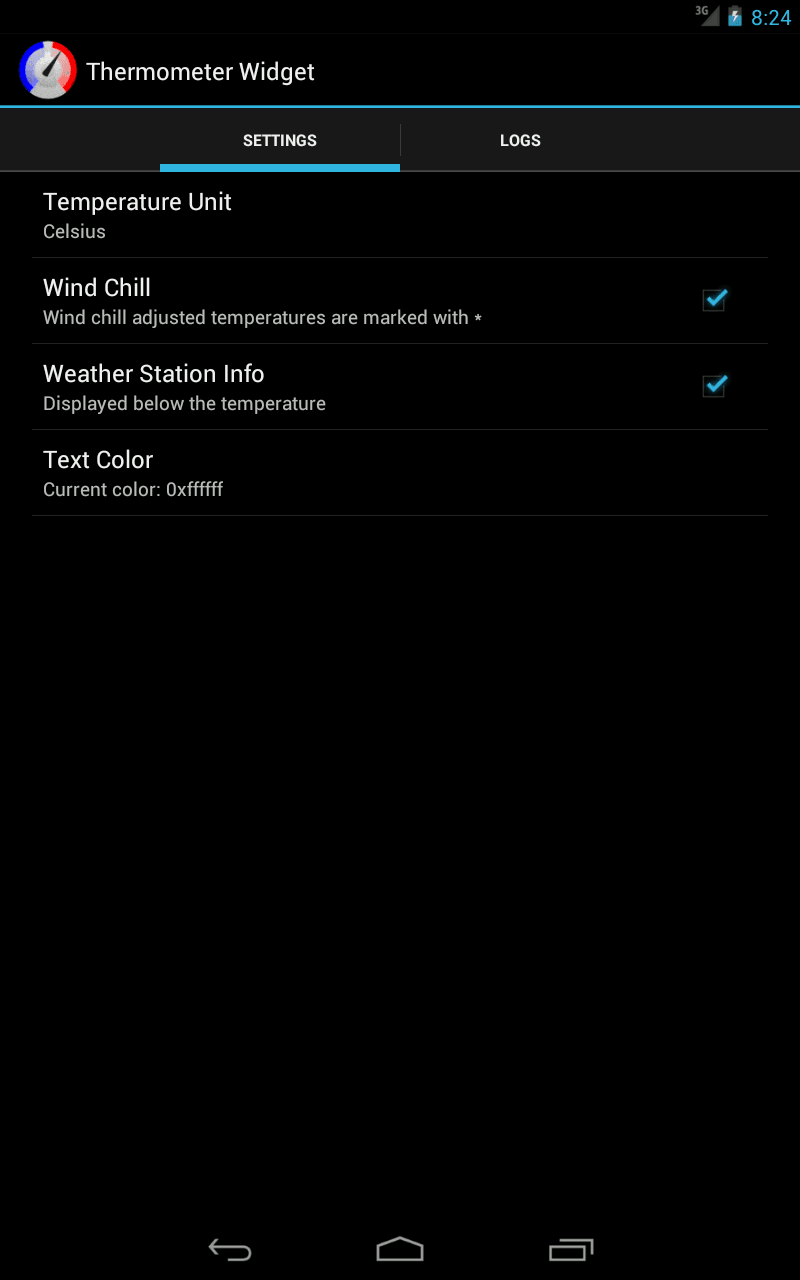 3G 8:24
Thermometer Widget
SETTINGS LOGS
Temperature Unit
Celsius
Wind Chill
Wind chill adjusted temperatures are marked with *
Weather Station Info
Displayed below the temperature
Text Color
Current color: 0xffffff